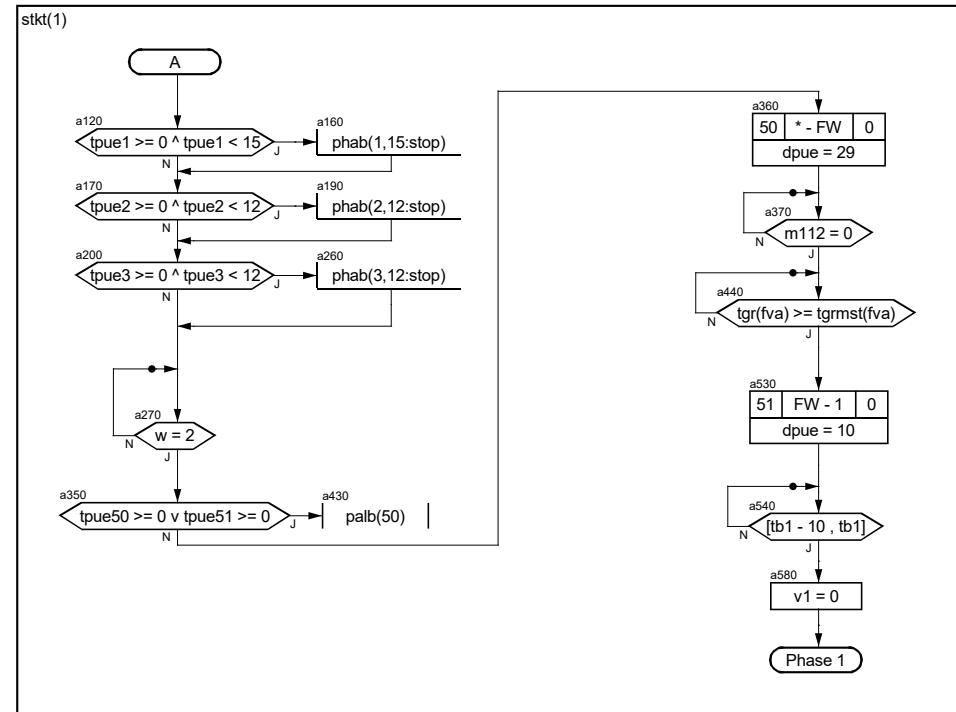 stkt(1)
A
a120
tpue1 >= 0 ^ tpue1 < 15
J
N
a160
phab(1,15:stop)
a170
tpue2 >= 0 ^ tpue2 < 12
J
N
a190
phab(2,12:stop)
a200
tpue3 >= 0 ^ tpue3 < 12
J
N
a260
phab(3,12:stop)
a270
w = 2
N
J
a350
tpue50 >= 0 v tpue51 >= 0
J
N
a430
palb(50)
a360
50 * - FW 0
dpue = 29
a370
m112 = 0
N
J
a440
tgr(fva) >= tgrmst(fva)
N
J
a530
51 FW - 1 0
dpue = 10
a540
[tb1 - 10 , tb1]
N
J
a580
v1 = 0
Phase 1